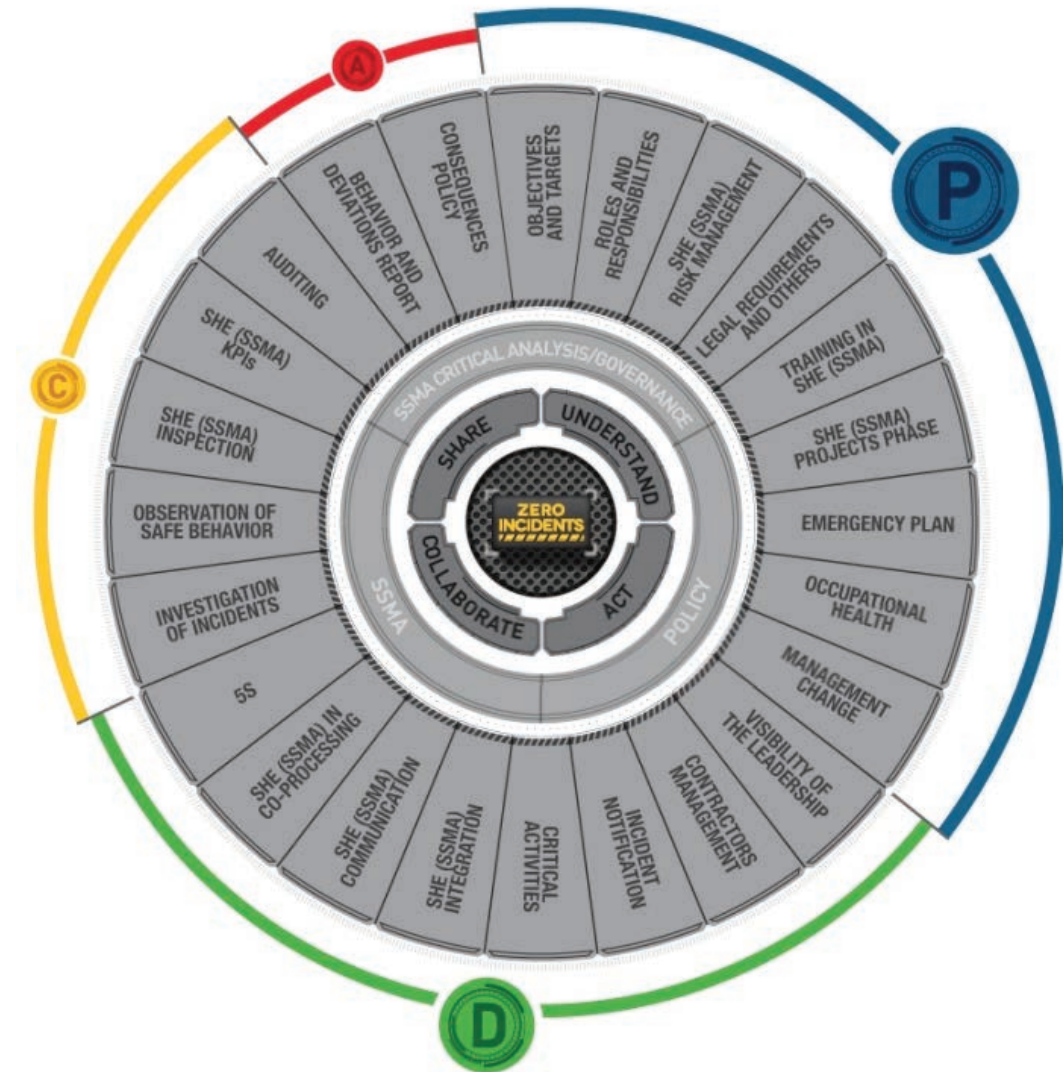 A
P
C
D
OBJECTIVES
AND TARGETS
ROLES AND
RESPONSIBILITIES
SHE (SSMA)
RISK MANAGEMENT
LEGAL REQUIREMENTS
AND OTHERS
TRAINING IN
SHE (SSMA)
SHE (SSMA)
PROJECTS PHASE
EMERGENCY PLAN
OCCUPATIONAL
HEALTH
MANAGEMENT
CHANGE
VISIBILITY OF
THE LEADERSHIP
CONTRACTORS
MANAGEMENT
INCIDENT
NOTIFICATION
CRITICAL
ACTIVITIES
SHE (SSMA)
INTEGRATION
SHE (SSMA)
COMMUNICATION
SHE (SSMA) IN
CO-PROCESSING
5S
INVESTIGATION
OF INCIDENTS
OBSERVATION OF
SAFE BEHAVIOR
SHE (SSMA)
INSPECTION
SHE (SSMA)
KPIs
AUDITING
BEHAVIOR AND
DEVIATIONS REPORT
CONSEQUENCES
POLICY
SSMA CRITICAL ANALYSIS/GOVERNANCE
POLICY
SSMA
SHARE
UNDERSTAND
ACT
COLLABORATE
ZERO
INCIDENTS